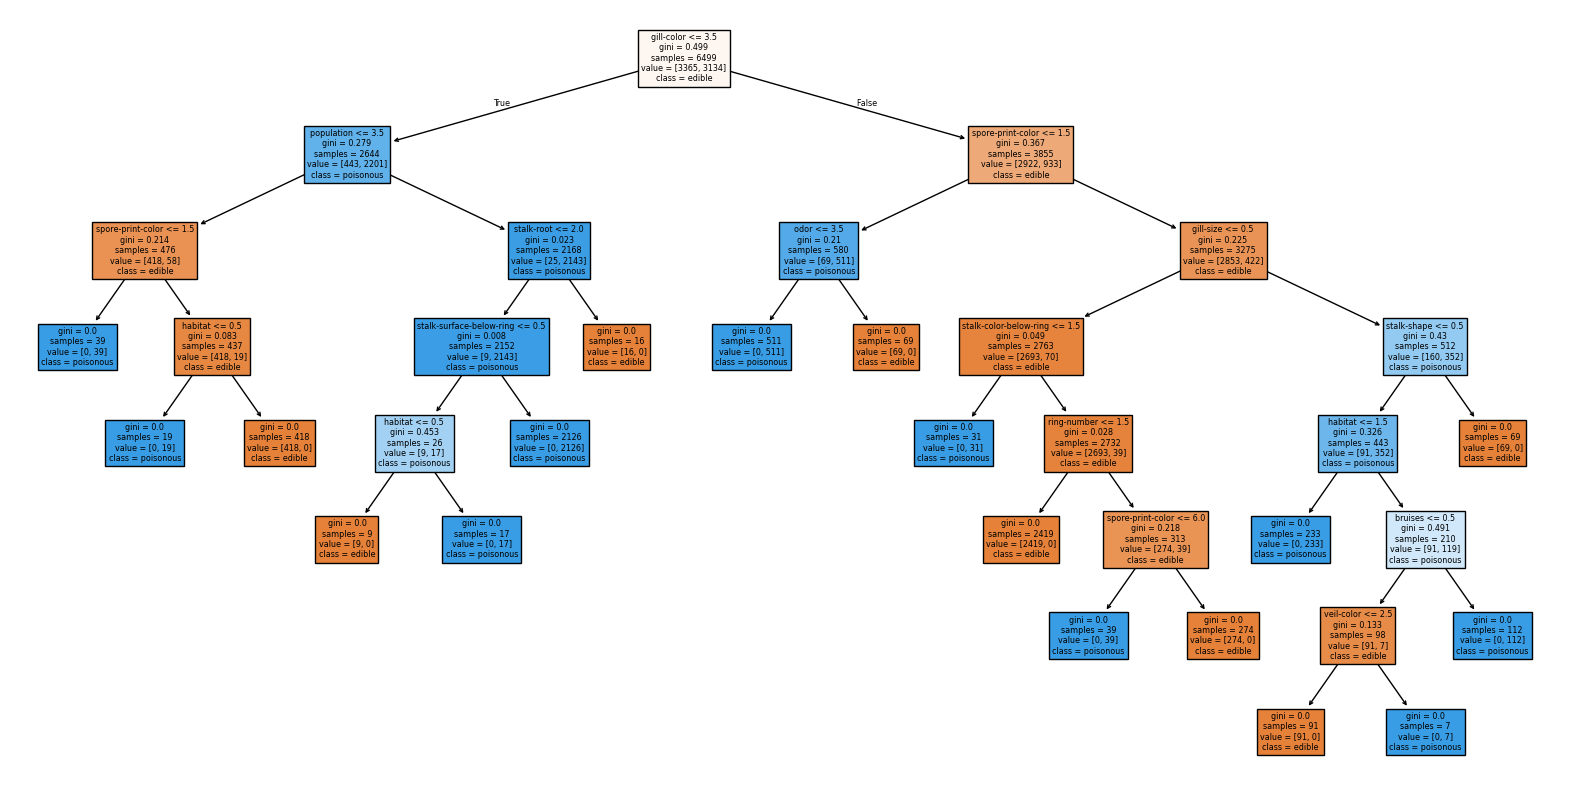 gill-color <= 3.5
gini = 0.499
samples = 6499
value = [3365, 3134]
class = edible
True
False
population <= 3.5
gini = 0.279
samples = 2644
value = [443, 2201]
class = poisonous
spore-print-color <= 1.5
gini = 0.367
samples = 3855
value = [2922, 933]
class = edible
spore-print-color <= 1.5
gini = 0.214
samples = 476
value = [418, 58]
class = edible
stalk-root <= 2.0
gini = 0.023
samples = 2168
value = [25, 2143]
class = poisonous
odor <= 3.5
gini = 0.21
samples = 580
value = [69, 511]
class = poisonous
gill-size <= 0.5
gini = 0.225
samples = 3275
value = [2853, 422]
class = edible
gini = 0.0
samples = 39
value = [0, 39]
class = poisonous
habitat <= 0.5
gini = 0.083
samples = 437
value = [418, 19]
class = edible
stalk-surface-below-ring <= 0.5
gini = 0.008
samples = 2152
value = [9, 2143]
class = poisonous
gini = 0.0
samples = 16
value = [16, 0]
class = edible
gini = 0.0
samples = 511
value = [0, 511]
class = poisonous
gini = 0.0
samples = 69
value = [69, 0]
class = edible
stalk-color-below-ring <= 1.5
gini = 0.049
samples = 2763
value = [2693, 70]
class = edible
stalk-shape <= 0.5
gini = 0.43
samples = 512
value = [160, 352]
class = poisonous
gini = 0.0
samples = 19
value = [0, 19]
class = poisonous
gini = 0.0
samples = 418
value = [418, 0]
class = edible
habitat <= 0.5
gini = 0.453
samples = 26
value = [9, 17]
class = poisonous
gini = 0.0
samples = 2126
value = [0, 2126]
class = poisonous
gini = 0.0
samples = 31
value = [0, 31]
class = poisonous
ring-number <= 1.5
gini = 0.028
samples = 2732
value = [2693, 39]
class = edible
habitat <= 1.5
gini = 0.326
samples = 443
value = [91, 352]
class = poisonous
gini = 0.0
samples = 69
value = [69, 0]
class = edible
gini = 0.0
samples = 9
value = [9, 0]
class = edible
gini = 0.0
samples = 17
value = [0, 17]
class = poisonous
gini = 0.0
samples = 2419
value = [2419, 0]
class = edible
spore-print-color <= 6.0
gini = 0.218
samples = 313
value = [274, 39]
class = edible
gini = 0.0
samples = 233
value = [0, 233]
class = poisonous
bruises <= 0.5
gini = 0.491
samples = 210
value = [91, 119]
class = poisonous
gini = 0.0
samples = 39
value = [0, 39]
class = poisonous
gini = 0.0
samples = 274
value = [274, 0]
class = edible
veil-color <= 2.5
gini = 0.133
samples = 98
value = [91, 7]
class = edible
gini = 0.0
samples = 112
value = [0, 112]
class = poisonous
gini = 0.0
samples = 91
value = [91, 0]
class = edible
gini = 0.0
samples = 7
value = [0, 7]
class = poisonous